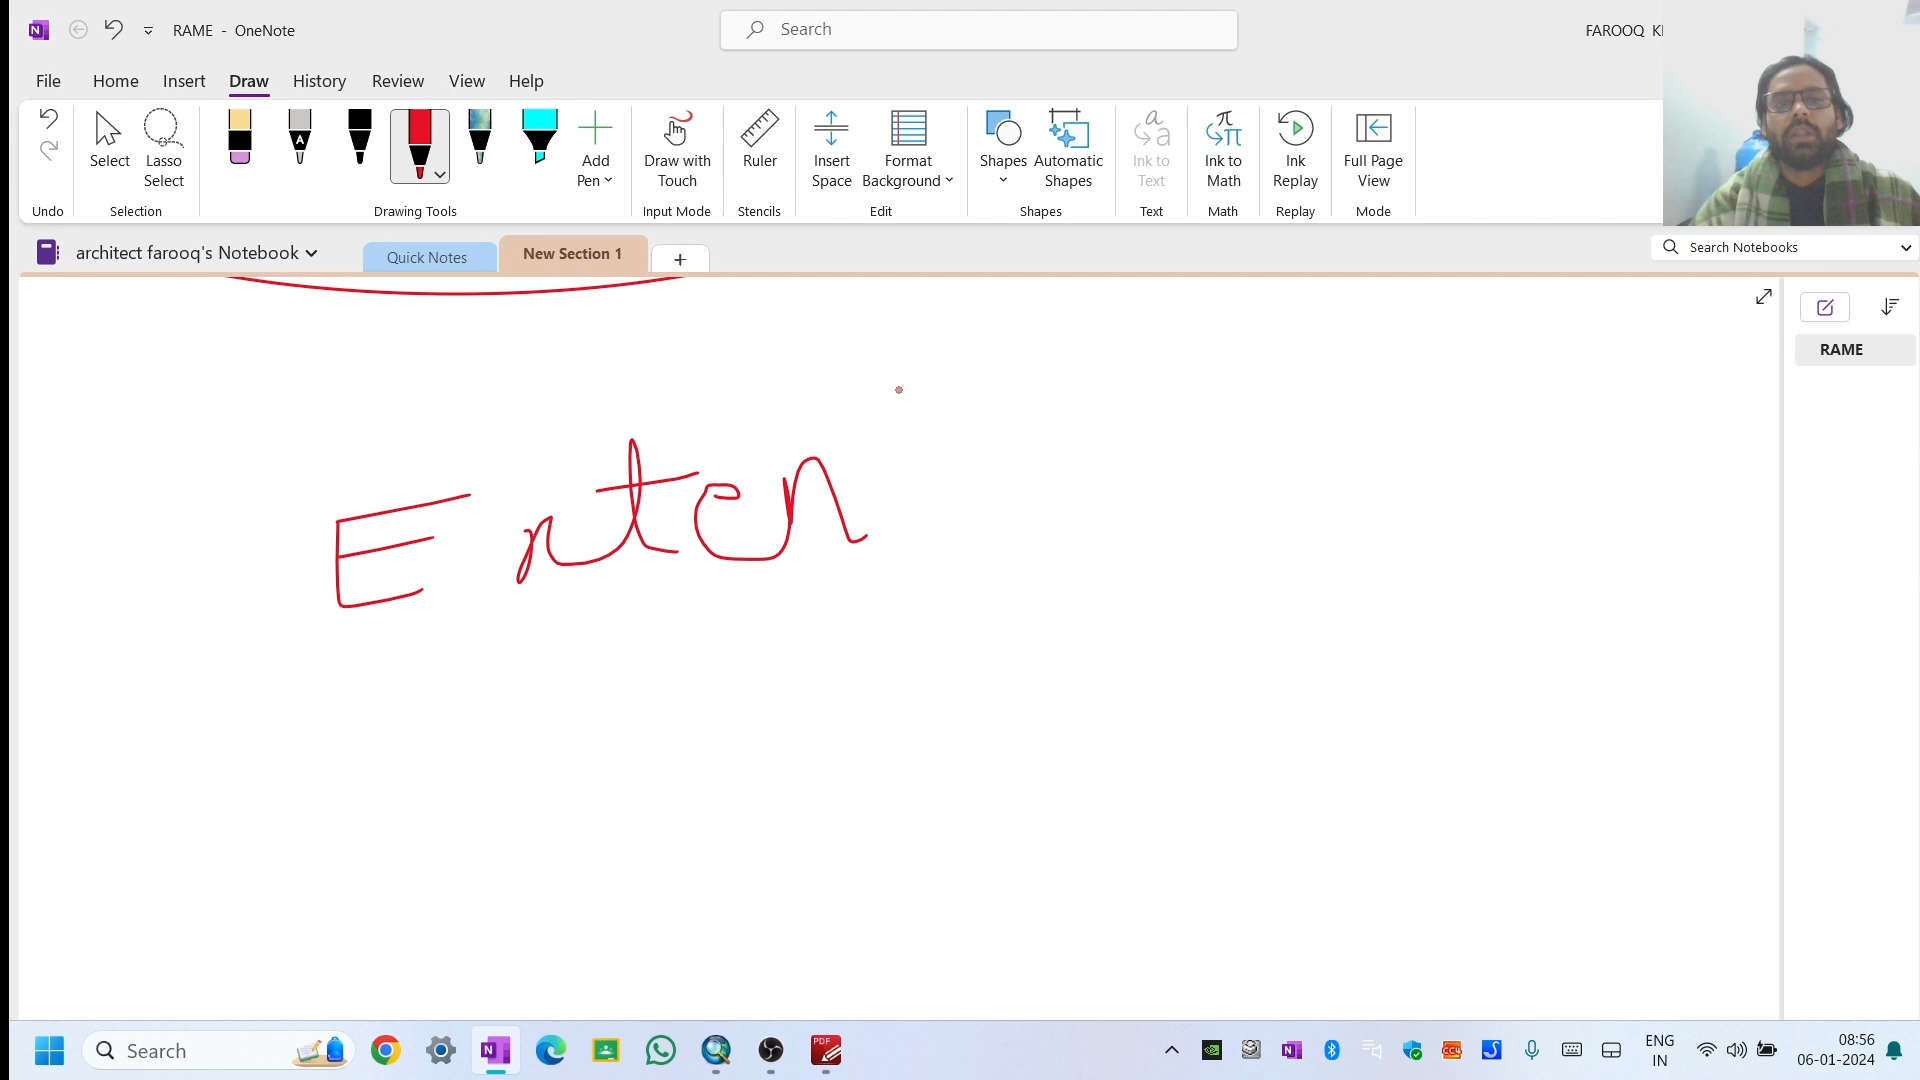 RAME - OneNote
Search
FAROOQ K
File Home Insert Draw History Review View Help
Select
Lasso Select
Add Pen
Draw with Touch
Ruler
Insert Space
Format Background
Shapes
Automatic Shapes
Ink to Text
Ink to Math
Ink Replay
Full Page View
Undo Selection Drawing Tools Input Mode Stencils Edit Shapes Text Math Replay Mode
architect farooq's Notebook
Quick Notes
New Section 1
Search Notebooks
RAME
Exten
Search
PDF
ENG
IN
08:56
06-01-2024